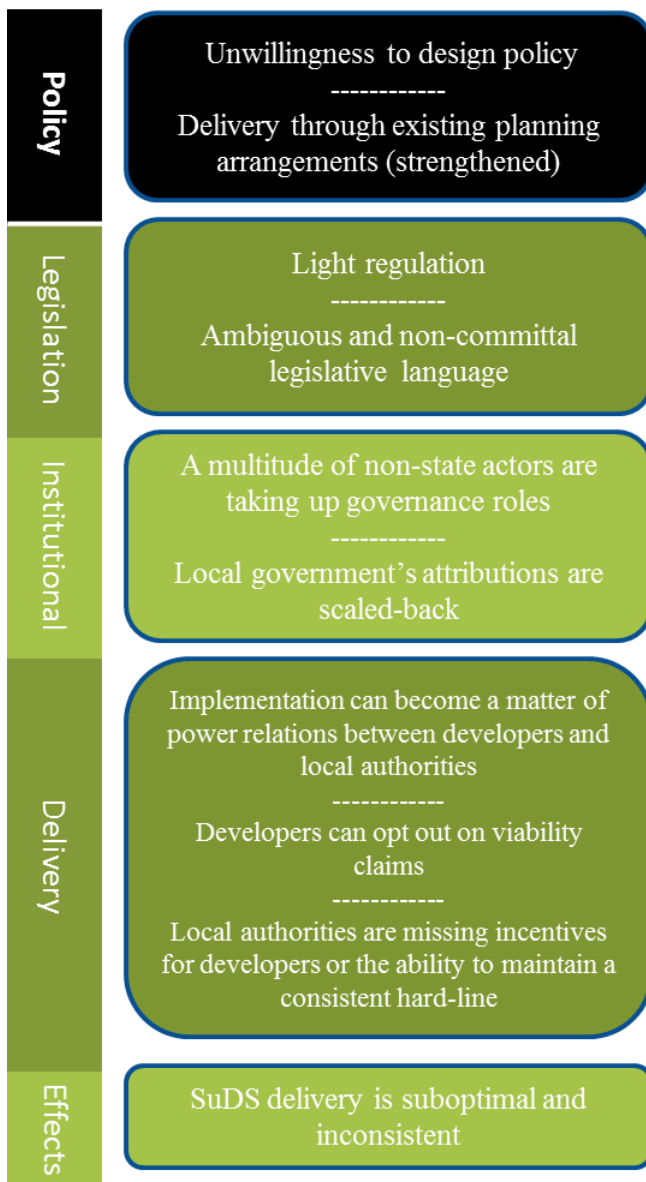 Policy
Unwillingness to design policy
------------
Delivery through existing planning
arrangements (strengthened)
Legislation
Light regulation
------------
Ambiguous and non-committal
legislative language
Institutional
A multitude of non-state actors are
taking up governance roles
------------
Local government’s attributions are
scaled-back
Delivery
Implementation can become a matter of
power relations between developers and
local authorities
------------
Developers can opt out on viability
claims
------------
Local authorities are missing incentives
for developers or the ability to maintain a
consistent hard-line
Effects
SuDS delivery is suboptimal and
inconsistent